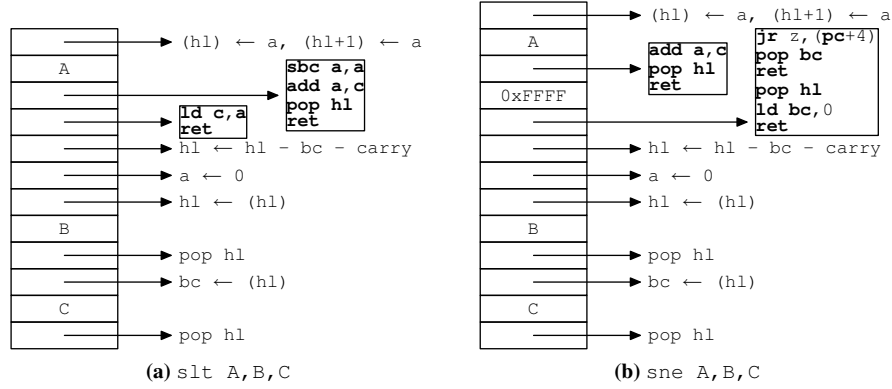 (hl) ← a, (hl+1) ← a
A
sbc a,a
add a,c
pop hl
ret
ld c,a
ret
hl ← hl - bc - carry
a ← 0
hl ← (hl)
B
pop hl
bc ← (hl)
C
pop hl
(a) slt A,B,C
(hl) ← a, (hl+1) ← a
A
add a,c
pop hl
ret
jr z,(pc+4)
pop bc
ret
pop hl
ld bc,0
ret
0xFFFF
hl ← hl - bc - carry
a ← 0
hl ← (hl)
B
pop hl
bc ← (hl)
C
pop hl
(b) sne A,B,C